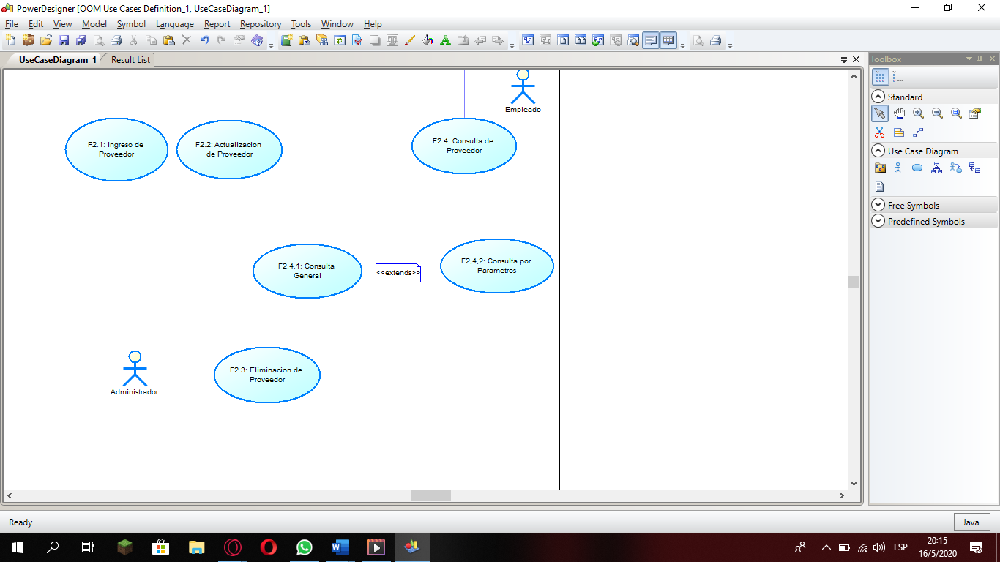 PowerDesigner [OOM Use Cases Definition_1, UseCaseDiagram_1]
File Edit View Model Symbol Language Report Repository Tools Window Help
UseCaseDiagram_1 Result List
Toolbox
Standard
Use Case Diagram
Free Symbols
Predefined Symbols
Empleado
F2.1: Ingreso de
Proveedor
F2.2: Actualizacion
de Proveedor
F2.4: Consulta de
Proveedor
F2.4.1: Consulta
General
<<extends>>
F2,4,2: Consulta por
Parametros
Administrador
F2.3: Eliminacion de
Proveedor
Ready
Java
ESP
20:15
16/5/2020